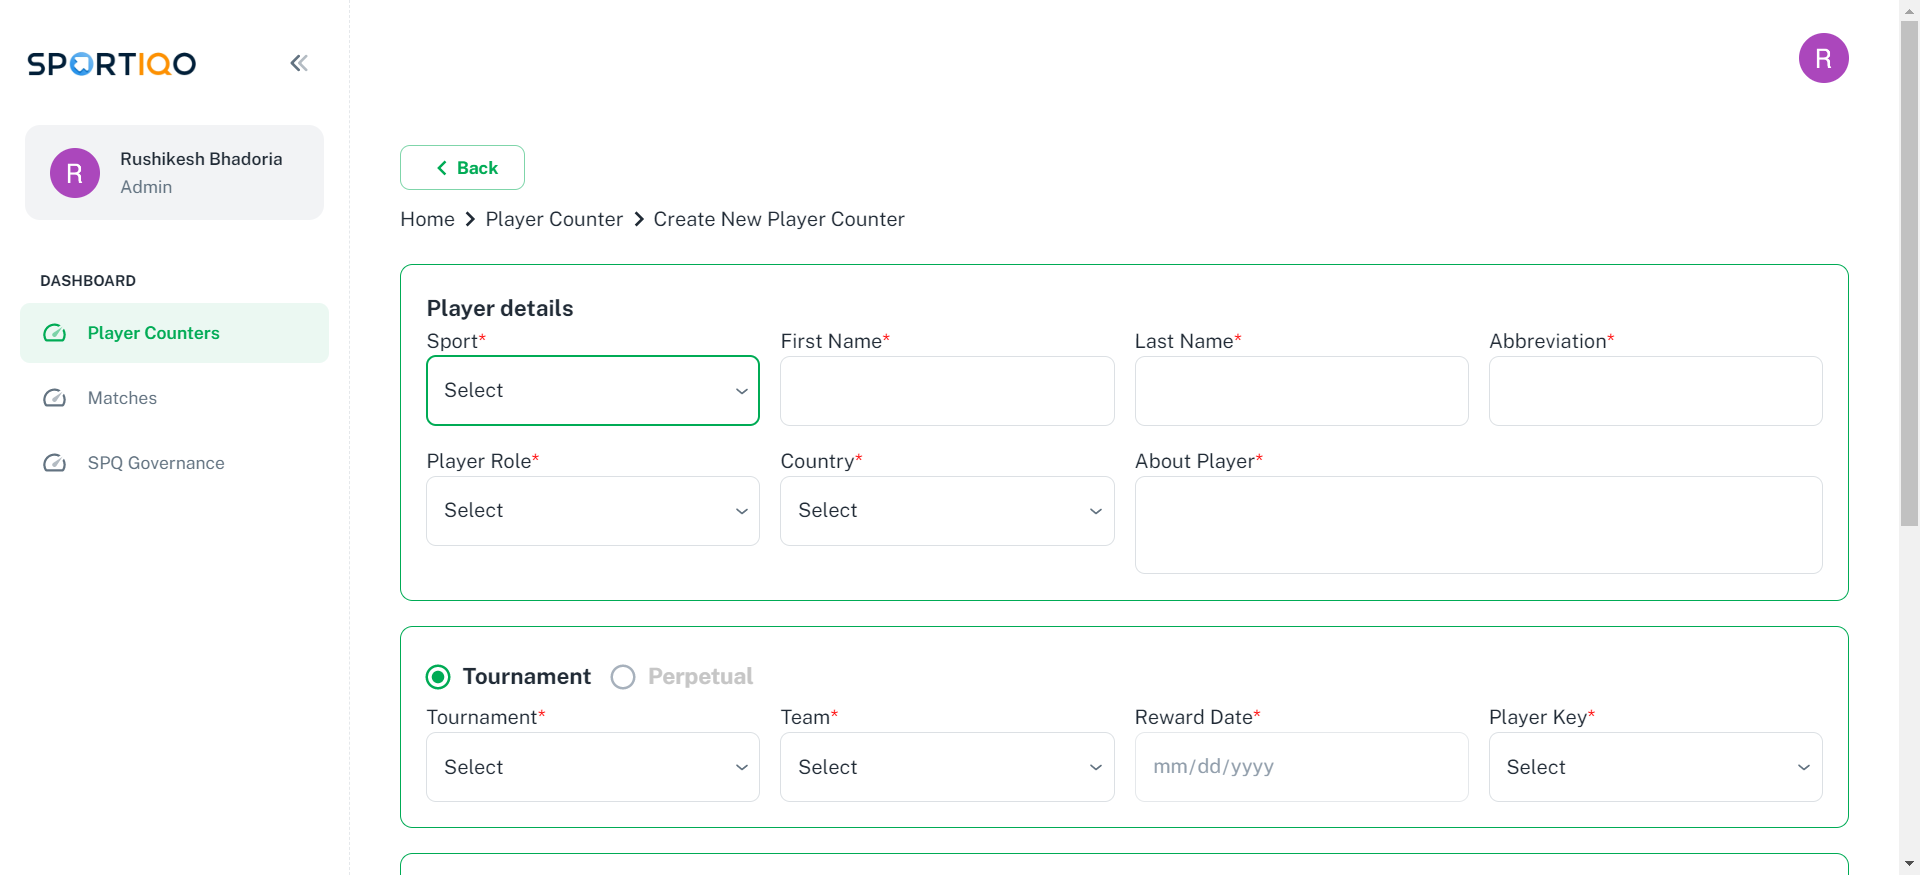 SPORTIQO
R
R
Rushikesh Bhadoria
Admin
DASHBOARD
Player Counters
Matches
SPQ Governance
Back
Home > Player Counter > Create New Player Counter
Player details
Sport* First Name* Last Name* Abbreviation*
Select
Player Role* Country* About Player*
Select Select
Tournament Perpetual
Tournament* Team* Reward Date* Player Key*
Select Select mm/dd/yyyy Select